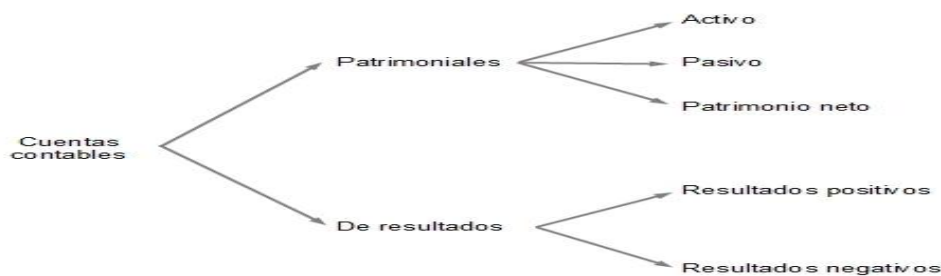 Cuentas
contables
Patrimoniales
Activo
Pasivo
Patrimonio neto
De resultados
Resultados positivos
Resultados negativos